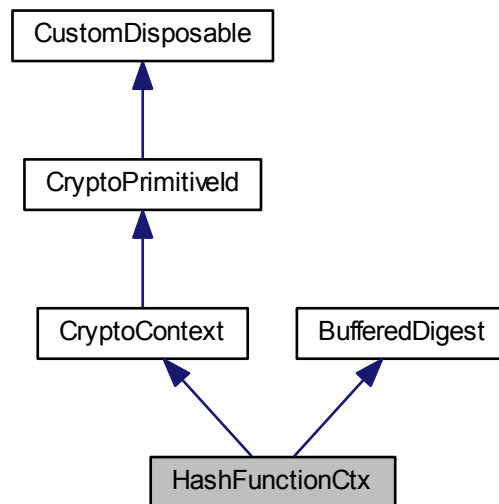 CustomDisposable
CryptoPrimitiveId
CryptoContext
BufferedDigest
HashFunctionCtx